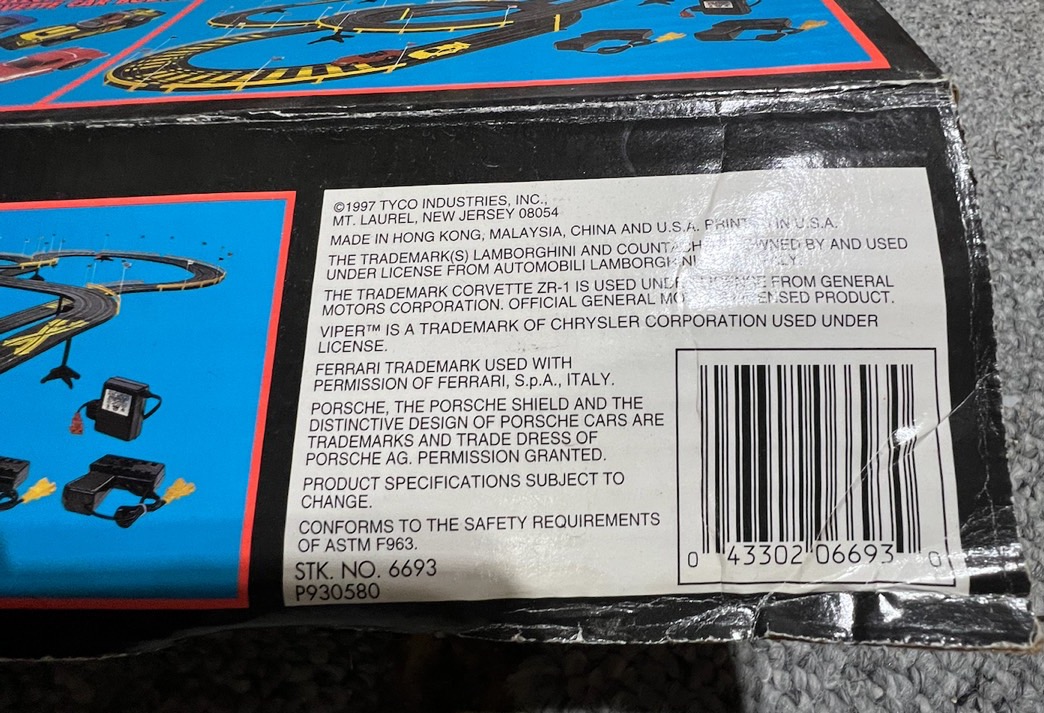 ©1997 TYCO INDUSTRIES, INC.,
MT. LAUREL, NEW JERSEY 08054
MADE IN HONG KONG, MALAYSIA, CHINA AND U.S.A. IN U.S.A.
THE TRADEMARK(S) LAMBORGHINI AND BY AND USED
UNDER LICENSE FROM AUTOMOBILI
THE TRADEMARK CORVETTE ZR-1 IS USED FROM GENERAL
MOTORS CORPORATION. OFFICIAL GENERAL PRODUCT.
VIPER™ IS A TRADEMARK OF CHRYSLER CORPORATION USED UNDER
LICENSE.
FERRARI TRADEMARK USED WITH
PERMISSION OF FERRARI, S.p.A., ITALY.
PORSCHE, THE PORSCHE SHIELD AND THE
DISTINCTIVE DESIGN OF PORSCHE CARS ARE
TRADEMARKS AND TRADE DRESS OF
PORSCHE AG. PERMISSION GRANTED.
PRODUCT SPECIFICATIONS SUBJECT TO
CHANGE.
CONFORMS TO THE SAFETY REQUIREMENTS
OF ASTM F963.
STK. NO. 6693
P930580
0 43302 06693 0